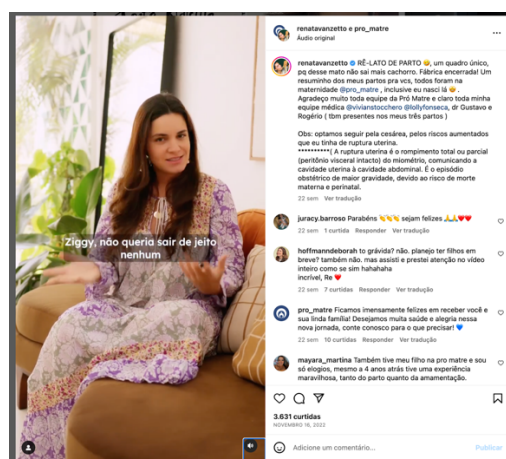 renatavanzetto e pro_matre
Áudio original
renatavanzetto RÊ-LATO DE PARTO 😂, um quadro único,
pq desse mato não sai mais cachorro. Fábrica encerrada! Um
resuminho dos meus partos pra vcs, todos foram na
maternidade @pro_matre , inclusive eu nasci lá 😍 .
Agradeço muito toda equipe da Pró Matre e claro toda minha
equipe médica @vivianstocchero @lollyfonseca, dr Gustavo e
Rogério ( tbm presentes nos meus três partos )
Obs: optamos seguir pela cesárea, pelos riscos aumentados
que eu tinha de ruptura uterina.
**********( A ruptura uterina é o rompimento total ou parcial
(peritônio visceral intacto) do miométrio, comunicando a
cavidade uterina à cavidade abdominal. É o episódio
obstétrico de maior gravidade, devido ao risco de morte
materna e perinatal.
22 sem Ver tradução
juracy.barroso Parabéns 👏👏👏 sejam felizes 🙏🙏❤️❤️
22 sem 1 curtida Responder Ver tradução
hoffmanndeborah to grávida? não. planejo ter filhos em
breve? também não. mas assisti e prestei atenção no vídeo
inteiro como se sim hahahaha
incrível, Re ❤️
22 sem 7 curtidas Responder Ver tradução
pro_matre Ficamos imensamente felizes em receber você e
sua linda família! Desejamos muita saúde e alegria nessa
nova jornada, conte conosco para o que precisar! 💙
22 sem 10 curtidas Responder Ver tradução
mayara_martina Também tive meu filho na pro matre e sou
só elogios, mesmo a 4 anos atrás tive uma experiência
maravilhosa, tanto do parto quanto da amamentação.
3.631 curtidas
NOVEMBRO 16, 2022
Adicione um comentário...
Publicar
Ziggy, não queria sair de jeito
nenhum